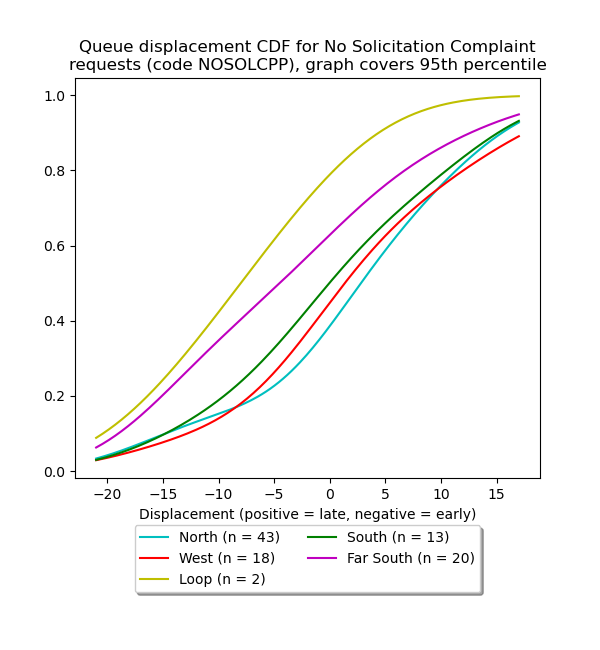 Queue displacement CDF for No Solicitation Complaint
requests (code NOSOLCPP), graph covers 95th percentile
1.0
0.8
0.6
0.4
0.2
0.0
−20 −15 −10 −5 0 5 10 15
Displacement (positive = late, negative = early)
North (n = 43) South (n = 13)
West (n = 18) Far South (n = 20)
Loop (n = 2)